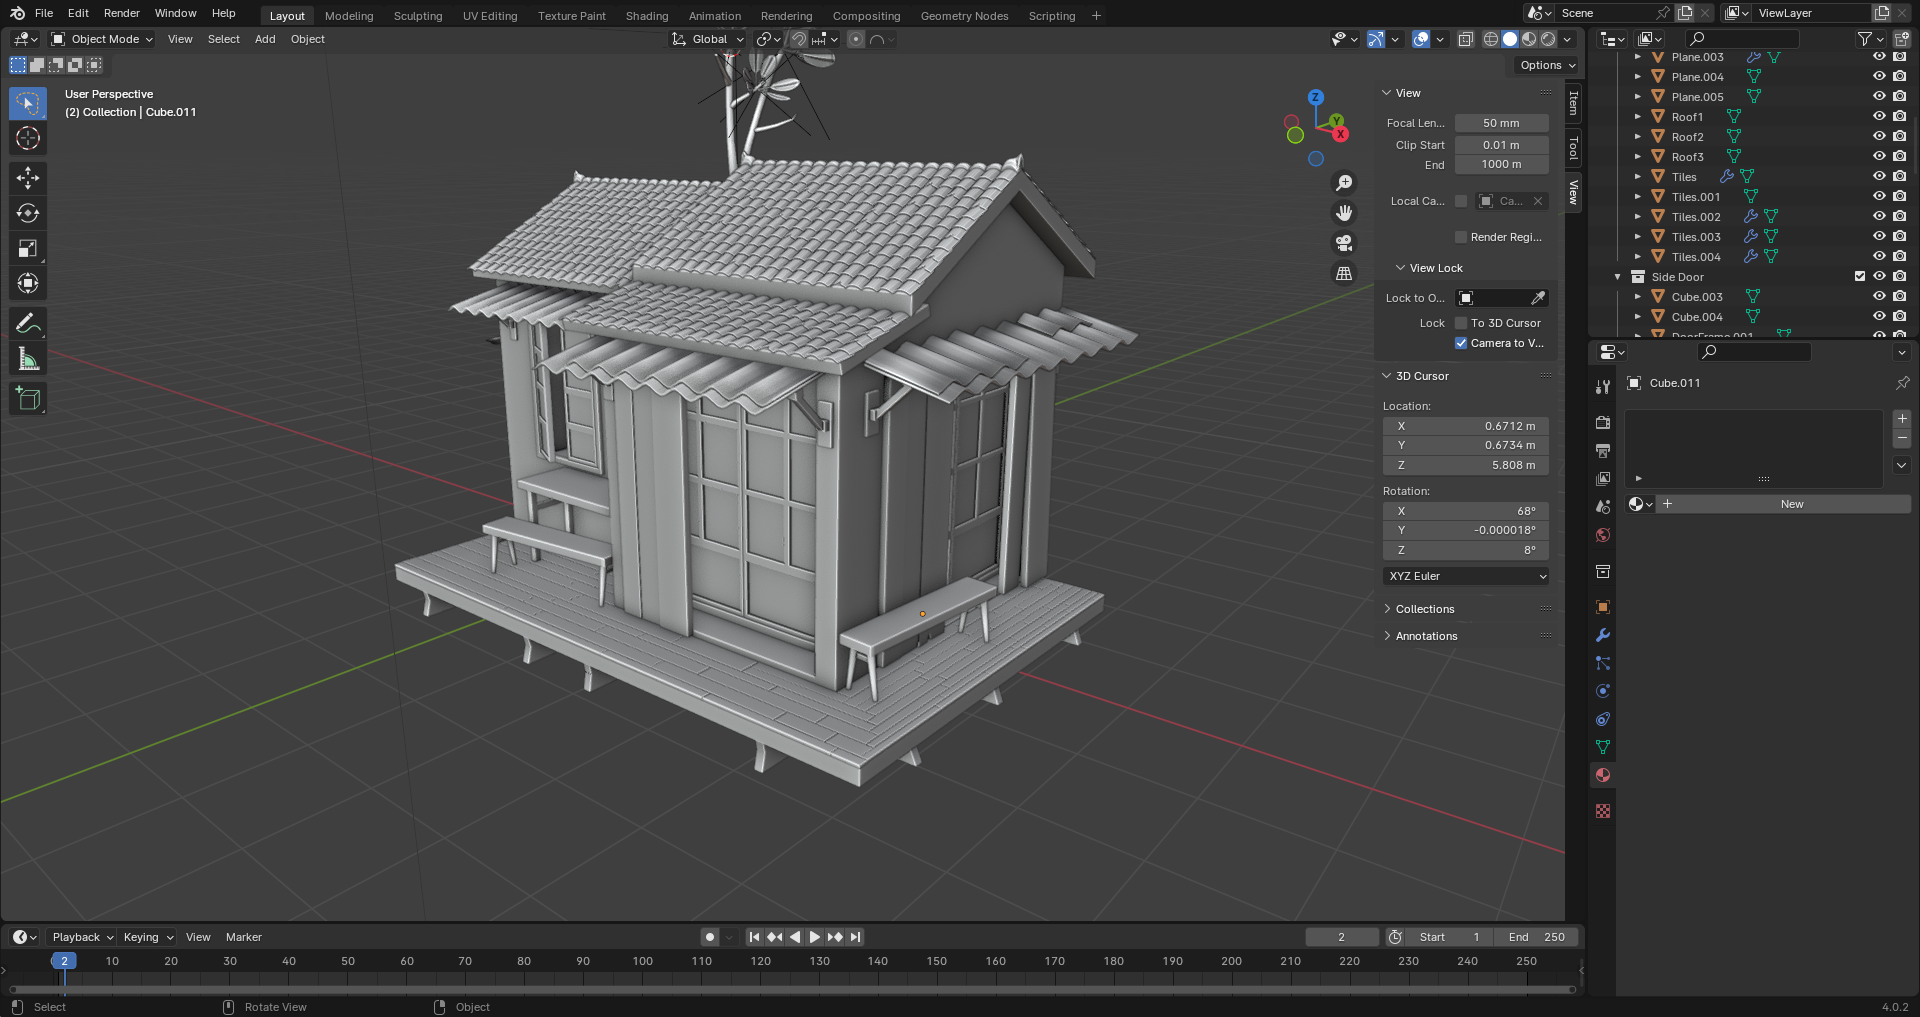 File Edit Render Window Help Layout Modeling Sculpting UV Editing Texture Paint Shading Animation Rendering Compositing Geometry Nodes Scripting + Scene ViewLayer
Object Mode View Select Add Object Global
Options
User Perspective
(2) Collection | Cube.011
Z
Y
X
View
Focal Len... 50 mm
Clip Start 0.01 m
End 1000 m
Local Ca... Ca...
Render Regi...
View Lock
Lock to O...
Lock To 3D Cursor
Camera to V...
3D Cursor
Location:
X 0.6712 m
Y 0.6734 m
Z 5.808 m
Rotation:
X 68°
Y -0.000018°
Z 8°
XYZ Euler
Collections
Annotations
Item
Tool
View
Plane.003
Plane.004
Plane.005
Roof1
Roof2
Roof3
Tiles
Tiles.001
Tiles.002
Tiles.003
Tiles.004
Side Door
Cube.003
Cube.004
DoorFrame.001
Cube.011
New
Playback Keying View Marker 2 Start 1 End 250
2 10 20 30 40 50 60 70 80 90 100 110 120 130 140 150 160 170 180 190 200 210 220 230 240 250
Select Rotate View Object 4.0.2